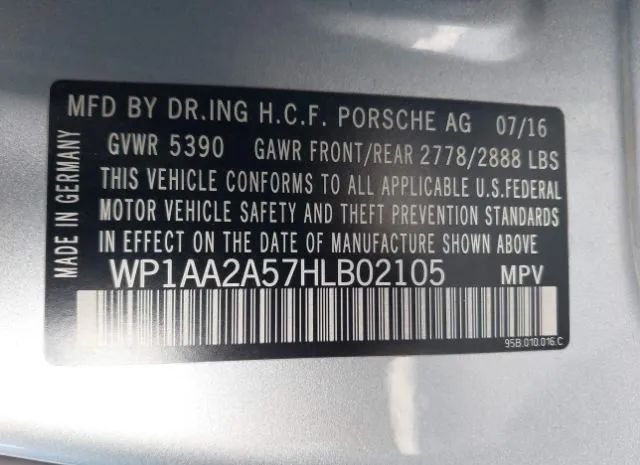 MFD BY DR.ING H.C.F. PORSCHE AG 07/16
GVWR 5390 GAWR FRONT/REAR 2778/2888 LBS
THIS VEHICLE CONFORMS TO ALL APPLICABLE U.S.FEDERAL
MOTOR VEHICLE SAFETY AND THEFT PREVENTION STANDARDS
IN EFFECT ON THE DATE OF MANUFACTURE SHOWN ABOVE.
WP1AA2A57HLB02105 MPV
MADE IN GERMANY
95B.010.016.C